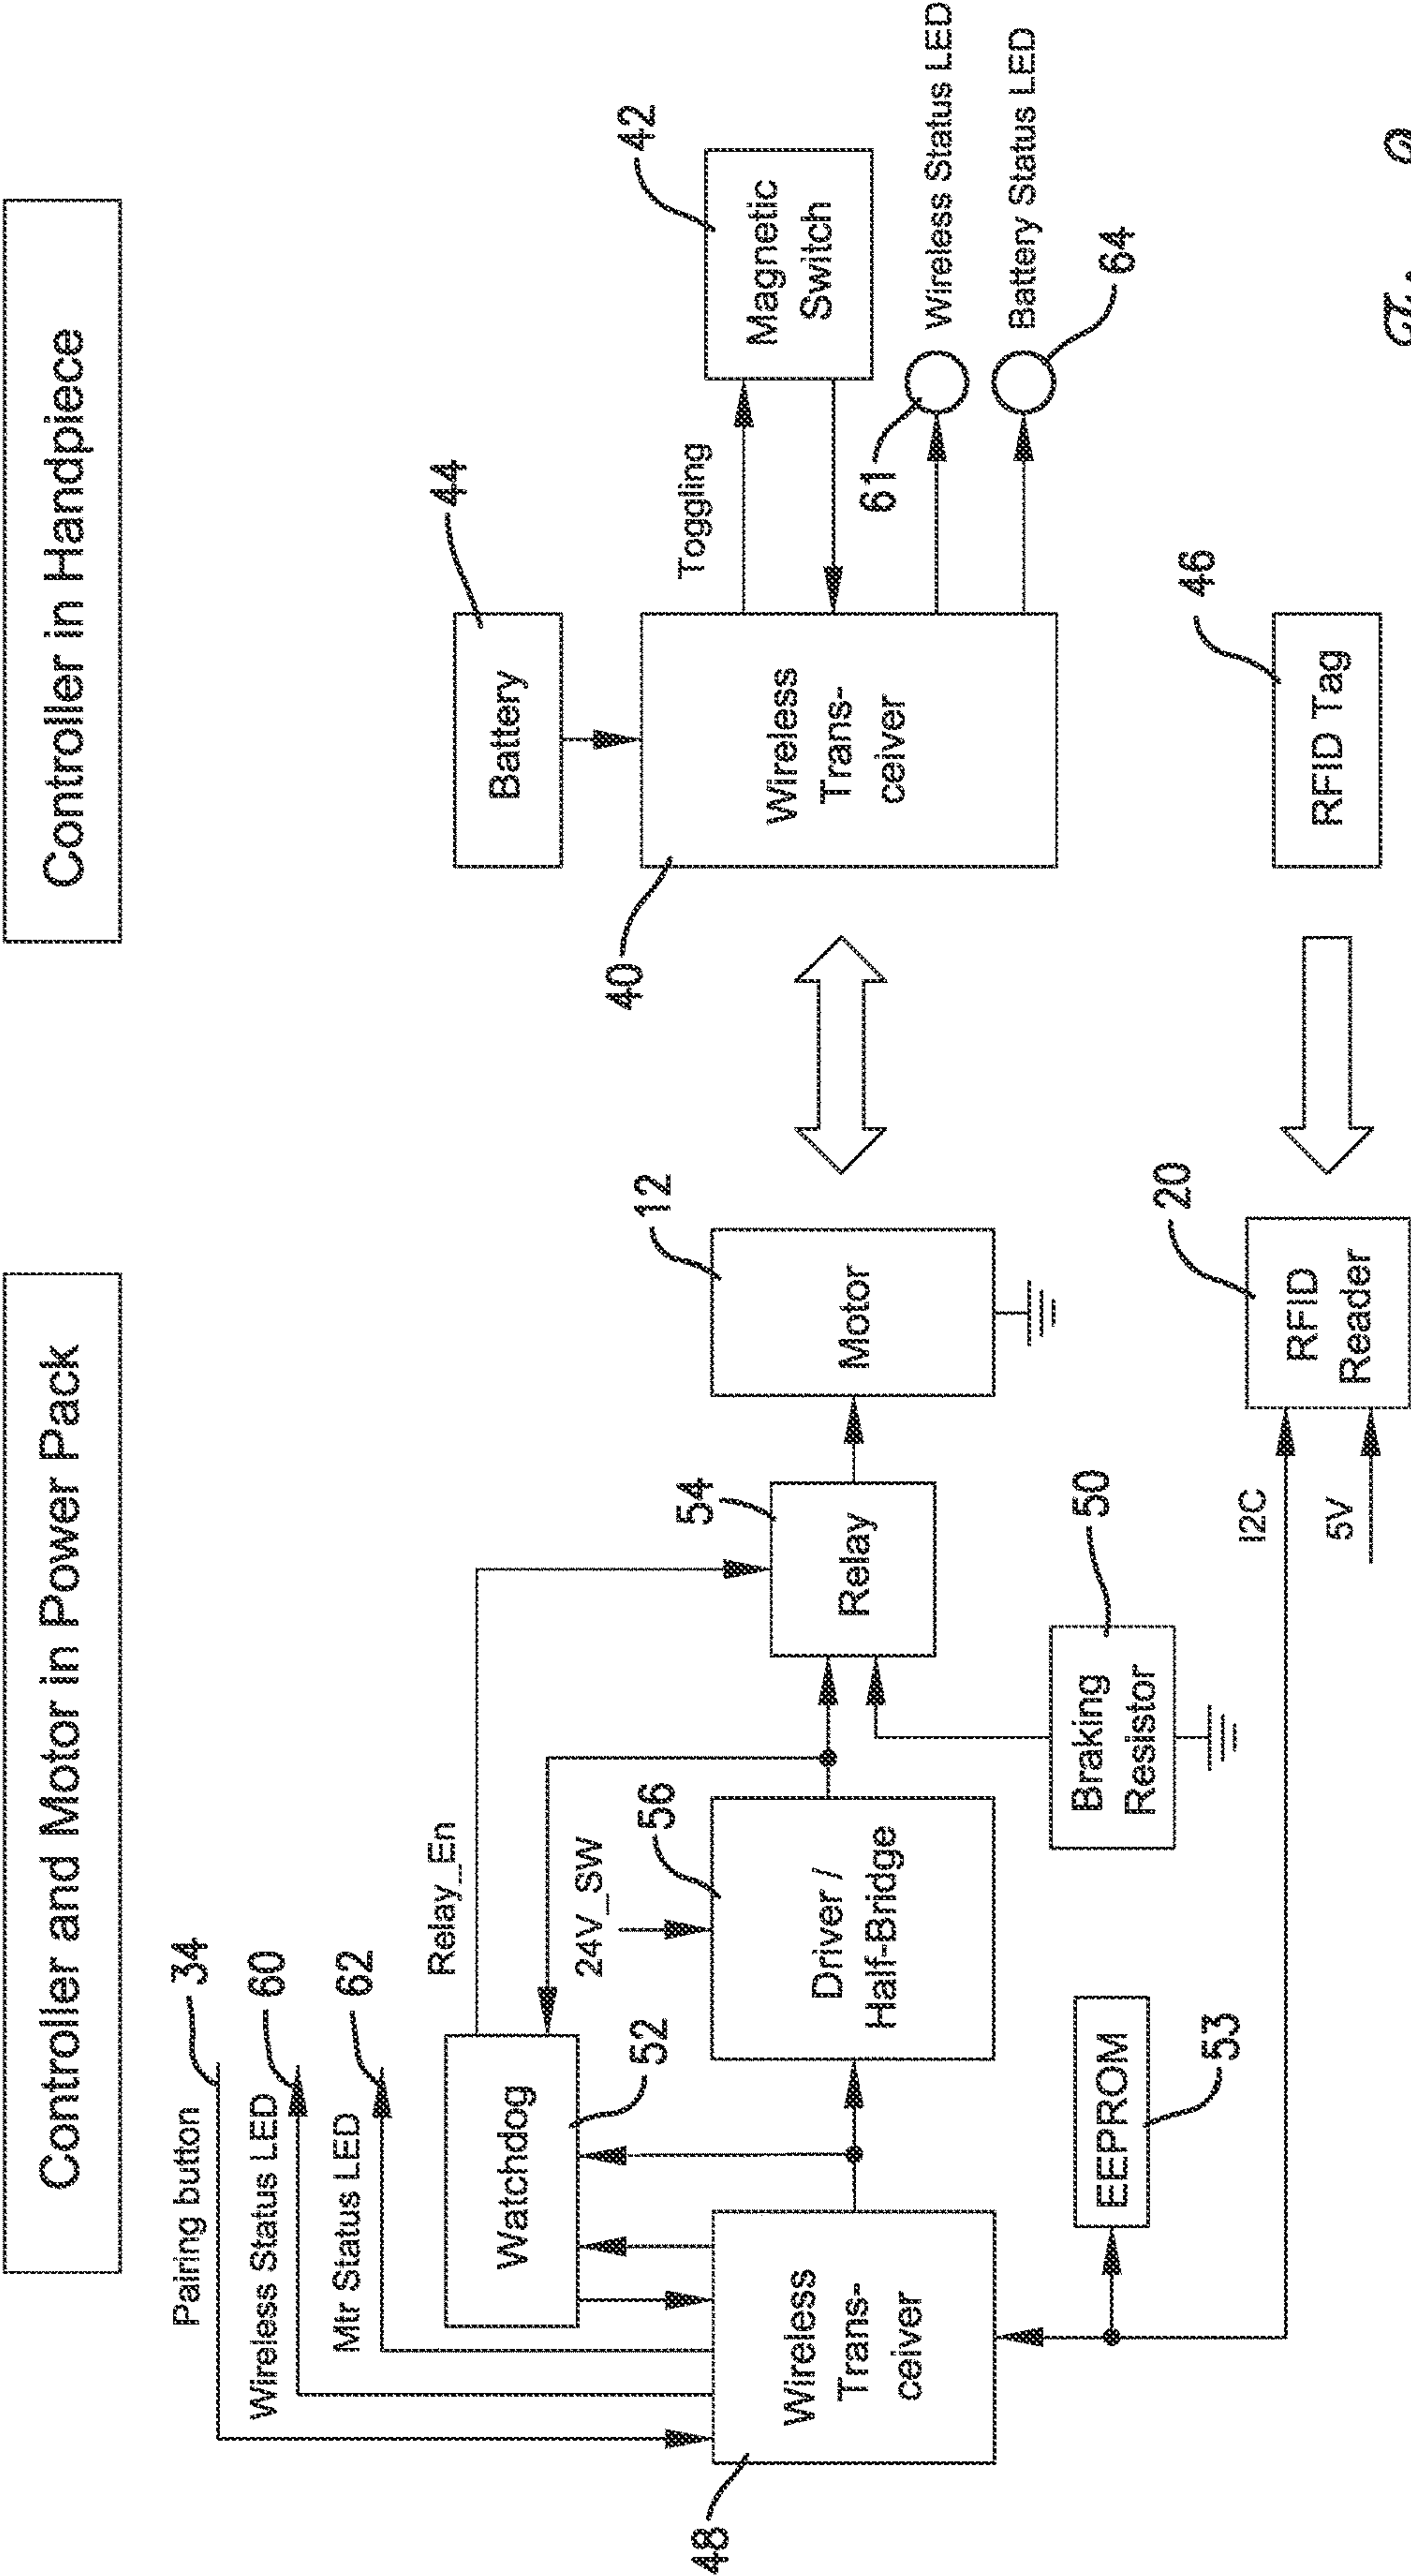 Controller and Motor in Power Pack
Controller in Handpiece
Pairing button
34
Wireless Status LED
60
Mtr Status LED
62
Relay_En
Watchdog
52
24V_SW
56
Driver /
Half-Bridge
54
Relay
12
Motor
48
Wireless
Trans-
ceiver
EEPROM
53
Braking
Resistor
50
I2C
5V
20
RFID
Reader
44
Battery
40
Wireless
Trans-
ceiver
Toggling
42
Magnetic
Switch
61
Wireless Status LED
Battery Status LED
64
46
RFID Tag